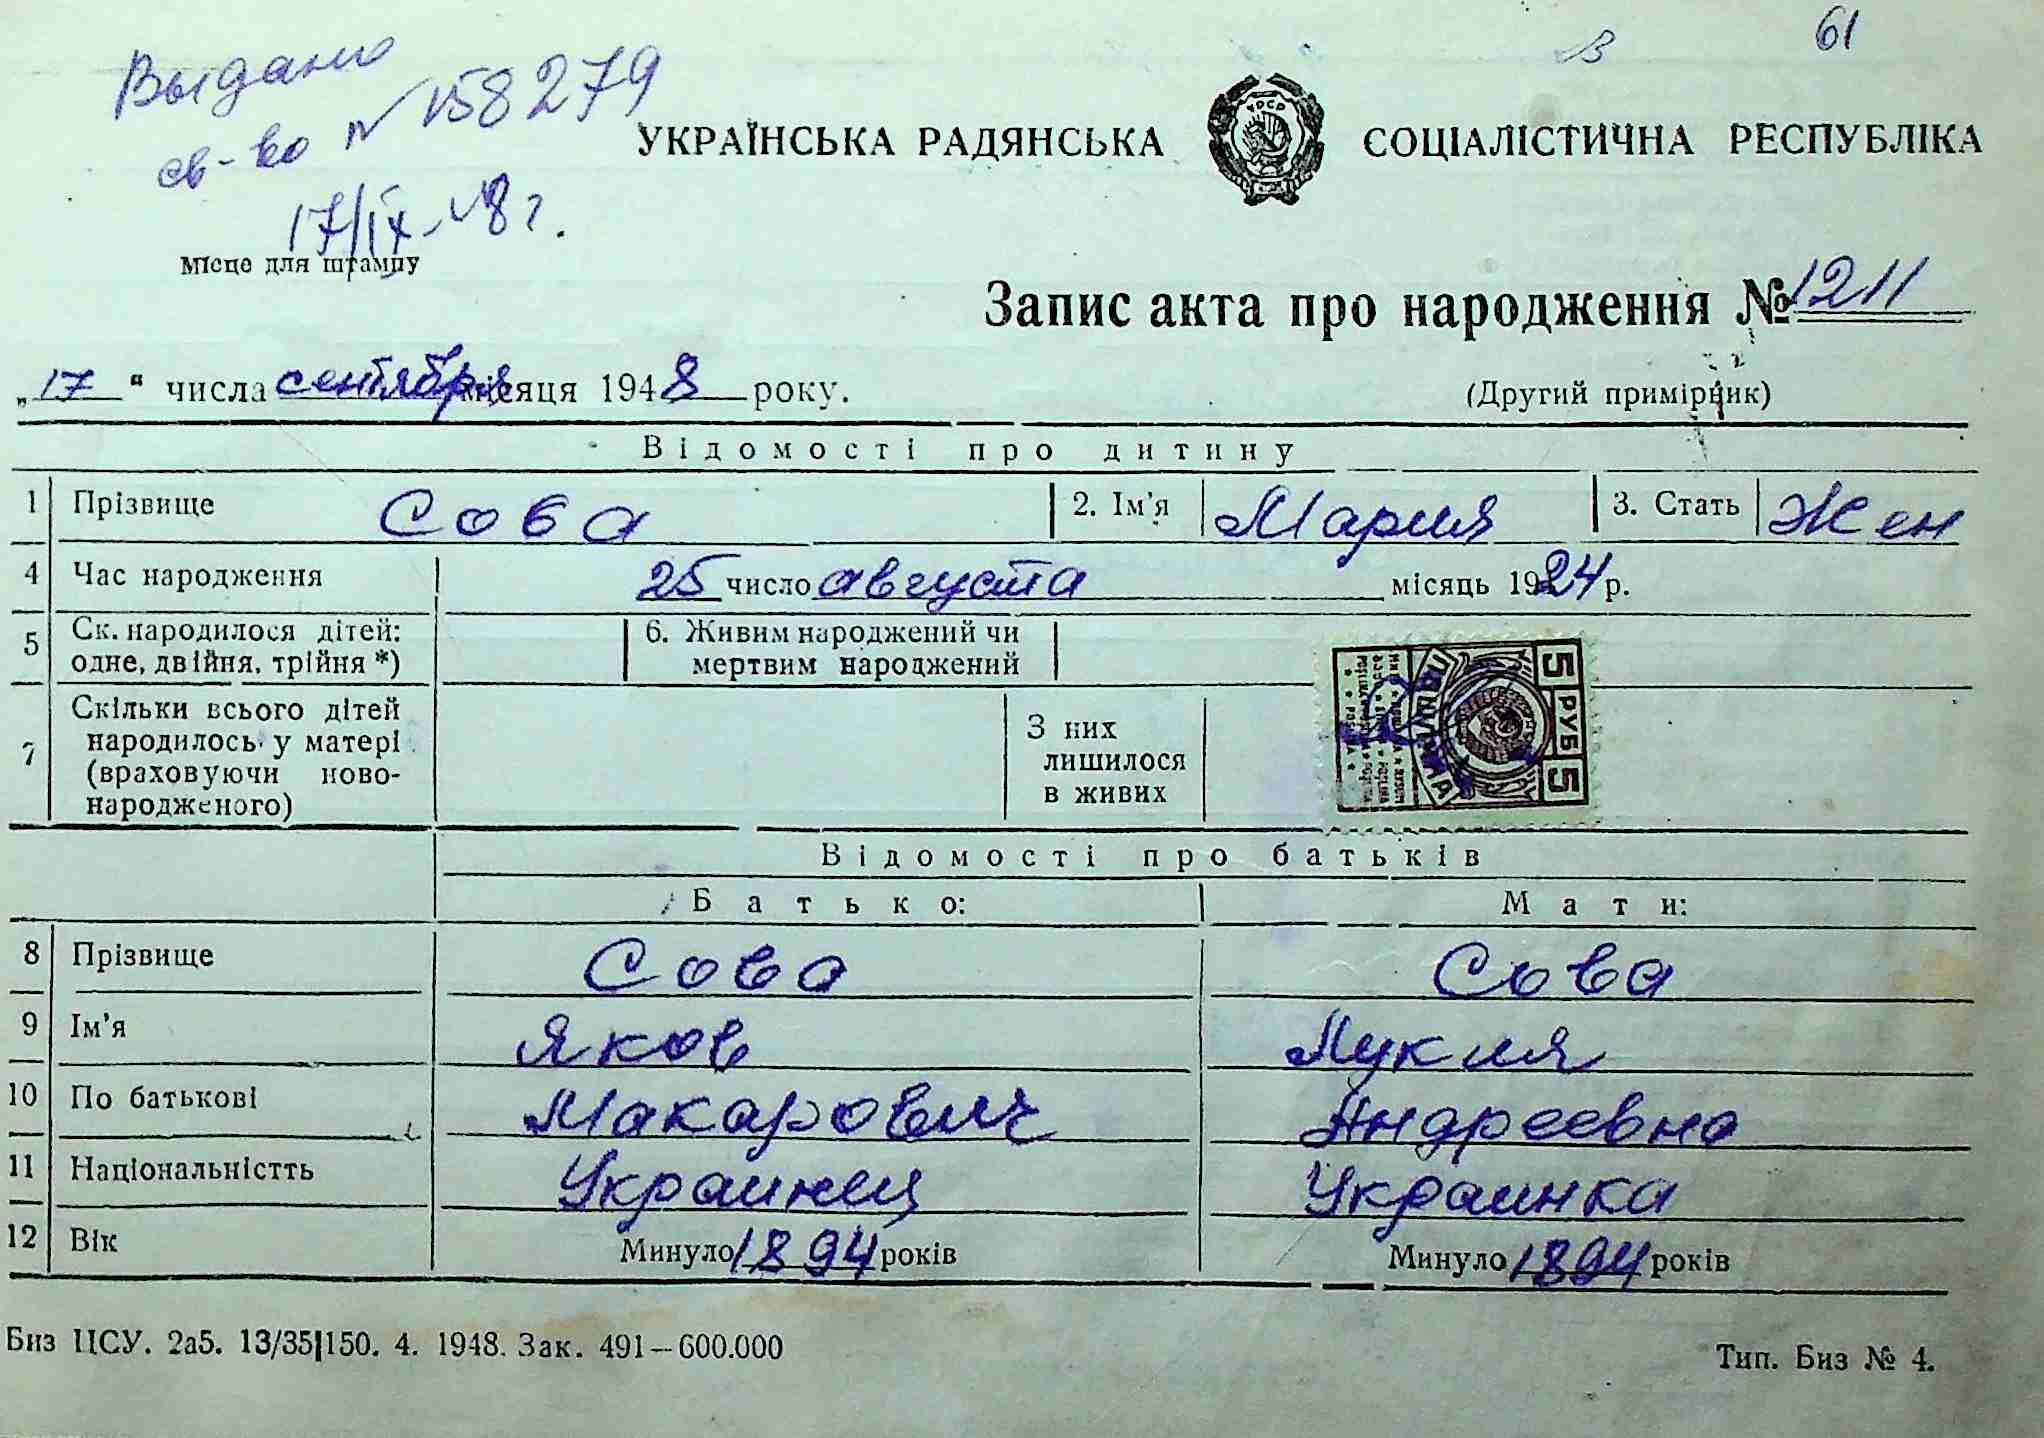 61
Выдано
св-во № 158279
17/IX-48 г.
УКРАЇНСЬКА РАДЯНСЬКА СОЦІАЛІСТИЧНА РЕСПУБЛІКА
УРСР
Місце для штампу
Запис акта про народження № 1211
„17“ числа сентября місяця 1948 року.
(Другий примірник)
Відомості про дитину
1 Прізвище Сова 2. Ім’я Мария 3. Стать Жен
4 Час народження 25 число августа місяць 1924 р.
5 Ск. народилося дітей: 6. Живим народжений чи
одне, двійня, трійня *) мертвим народжений
7 Скільки всього дітей
народилось у матері
(враховуючи ново-
народженого)
З них
лишилося
в живих
5 РУБ 5
Відомості про батьків
Батько: Мати:
8 Прізвище Сова Сова
9 Ім’я Яков Лукия
10 По батькові Макарович Андреевна
11 Національністть Украинец Украинка
12 Вік Минуло 1894 років Минуло 1894 років
Биз ЦСУ. 2а5. 13/35|150. 4. 1948. Зак. 491—600.000
Тип. Биз № 4.